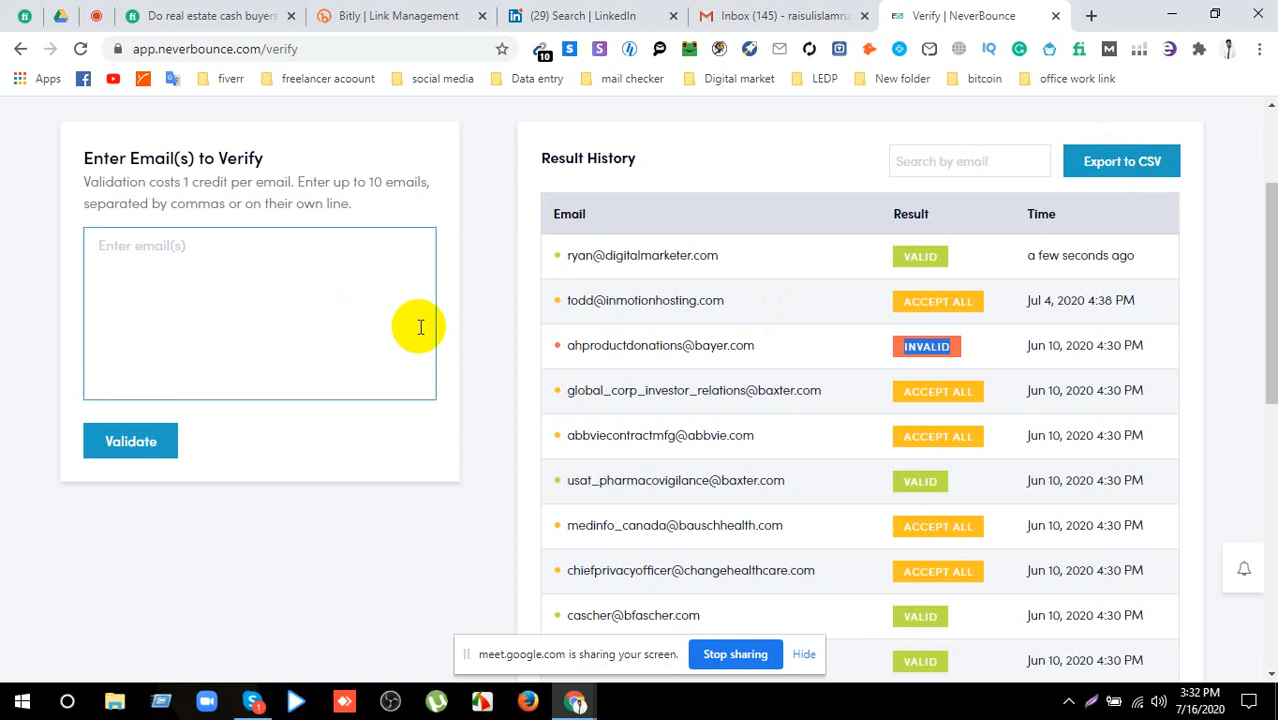 Do real estate cash buyers
Bitly | Link Management
(29) Search | LinkedIn
Inbox (145) - raisulislamru
Verify | NeverBounce
app.neverbounce.com/verify
10
Apps
fiverr
freelancer acoount
social media
Data entry
mail checker
Digital market
LEDP
New folder
bitcoin
office work link
Enter Email(s) to Verify
Validation costs 1 credit per email. Enter up to 10 emails,
separated by commas or on their own line.
Enter email(s)
Validate
Result History
Search by email
Export to CSV
Email Result Time
ryan@digitalmarketer.com VALID a few seconds ago
todd@inmotionhosting.com ACCEPT ALL Jul 4, 2020 4:38 PM
ahproductdonations@bayer.com INVALID Jun 10, 2020 4:30 PM
global_corp_investor_relations@baxter.com ACCEPT ALL Jun 10, 2020 4:30 PM
abbviecontractmfg@abbvie.com ACCEPT ALL Jun 10, 2020 4:30 PM
usat_pharmacovigilance@baxter.com VALID Jun 10, 2020 4:30 PM
medinfo_canada@bauschhealth.com ACCEPT ALL Jun 10, 2020 4:30 PM
chiefprivacyofficer@changehealthcare.com ACCEPT ALL Jun 10, 2020 4:30 PM
cascher@bfascher.com VALID Jun 10, 2020 4:30 PM
VALID Jun 10, 2020 4:30 PM
meet.google.com is sharing your screen.
Stop sharing
Hide
3:32 PM
7/16/2020